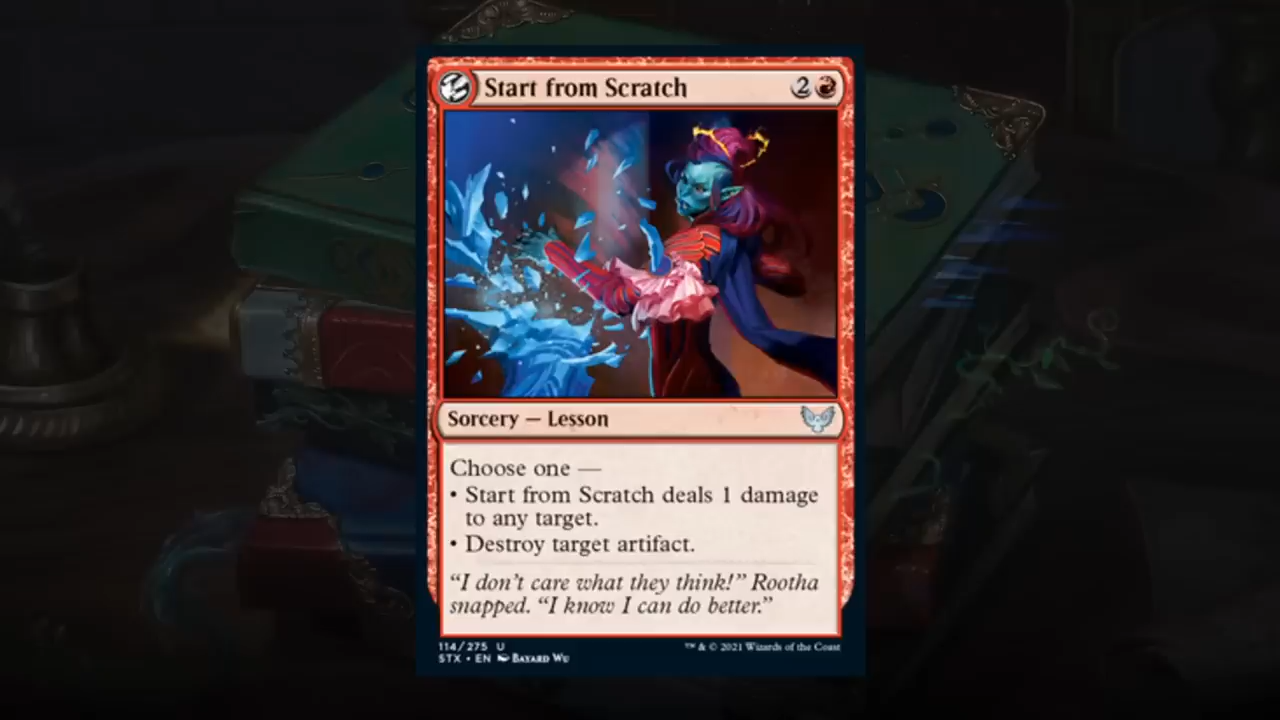 Start from Scratch 2
Sorcery — Lesson
Choose one —
• Start from Scratch deals 1 damage
to any target.
• Destroy target artifact.
“I don’t care what they think!” Rootha
snapped. “I know I can do better.”
114/275 U
STX • EN Bayard Wu
™ & © 2021 Wizards of the Coast